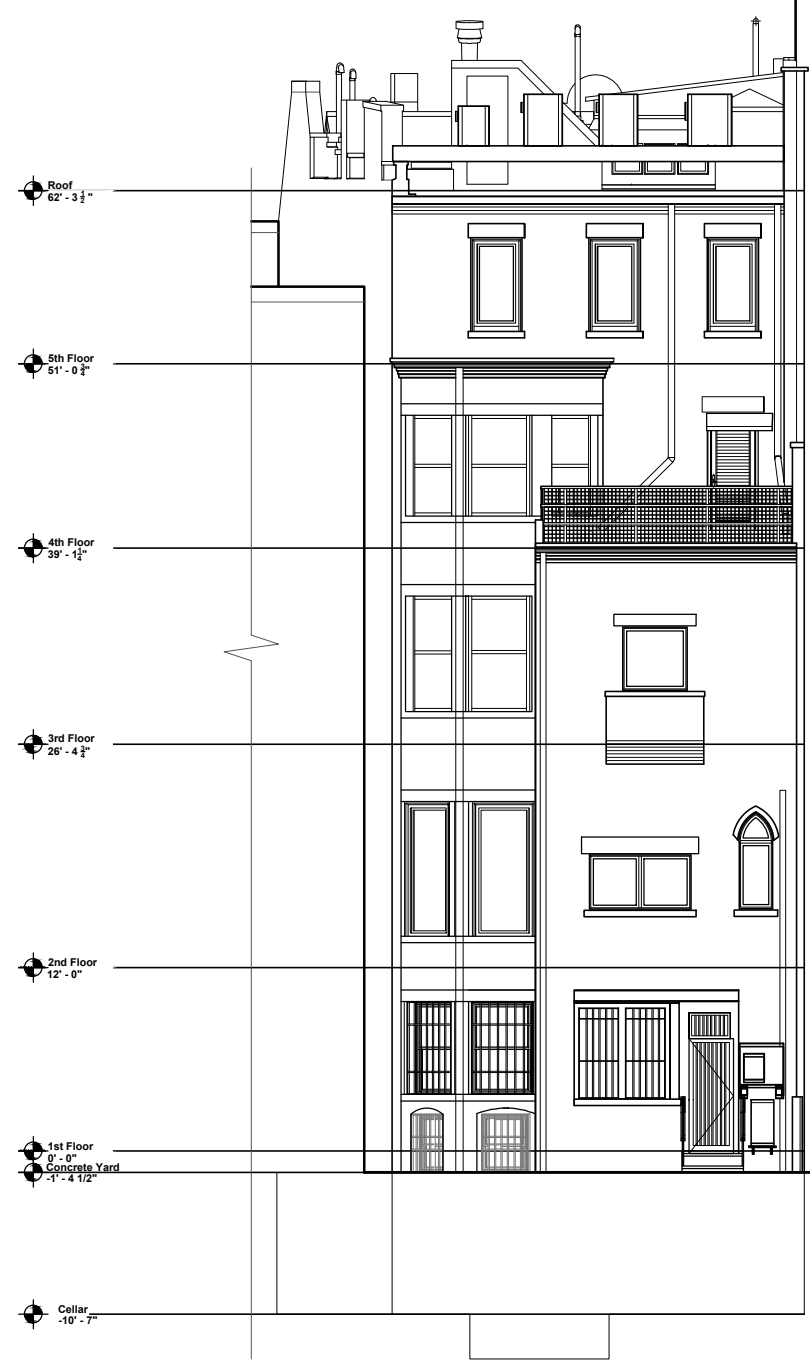 Roof
62' - 3 1/2"
5th Floor
51' - 0 3/4"
4th Floor
39' - 1 1/4"
3rd Floor
26' - 4 3/4"
2nd Floor
12' - 0"
1st Floor
0' - 0"
Concrete Yard
-1' - 4 1/2"
Cellar
-10' - 7"